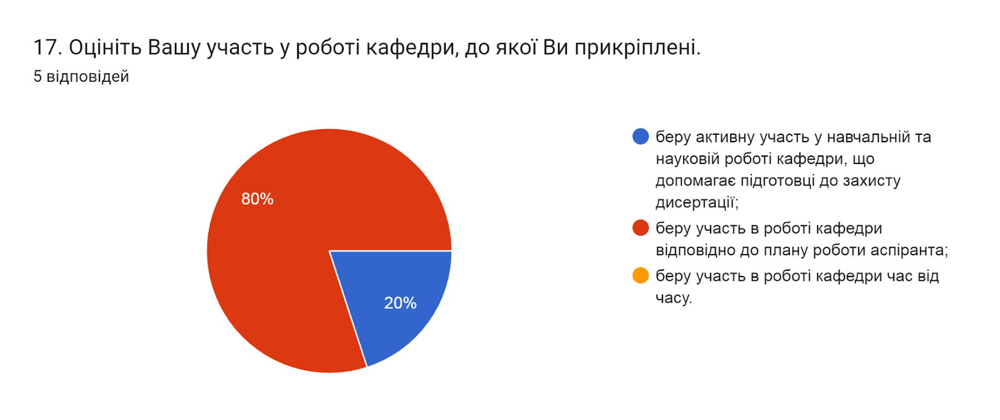 17. Оцініть Вашу участь у роботі кафедри, до якої Ви прикріплені.
5 відповідей
80%
20%
беру активну участь у навчальній та
науковій роботі кафедри, що
допомагає підготовці до захисту
дисертації;
беру участь в роботі кафедри
відповідно до плану роботи аспіранта;
беру участь в роботі кафедри час від
часу.